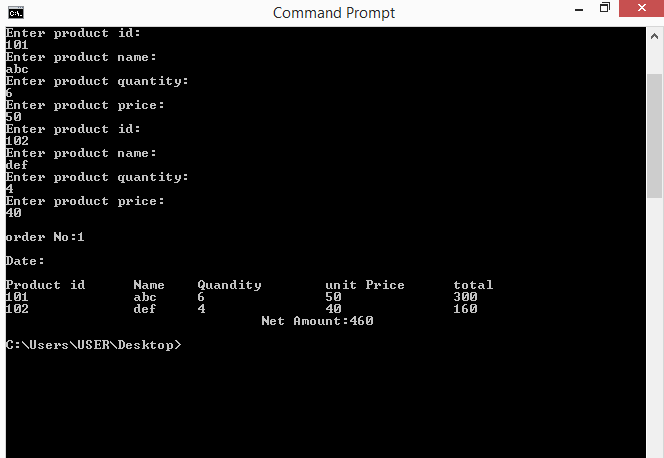 Command Prompt
Enter product id:
101
Enter product name:
abc
Enter product quantity:
6
Enter product price:
50
Enter product id:
102
Enter product name:
def
Enter product quantity:
4
Enter product price:
40
order No:1
Date:
Product id Name Quandity unit Price total
101 abc 6 50 300
102 def 4 40 160
Net Amount:460
C:\Users\USER\Desktop>